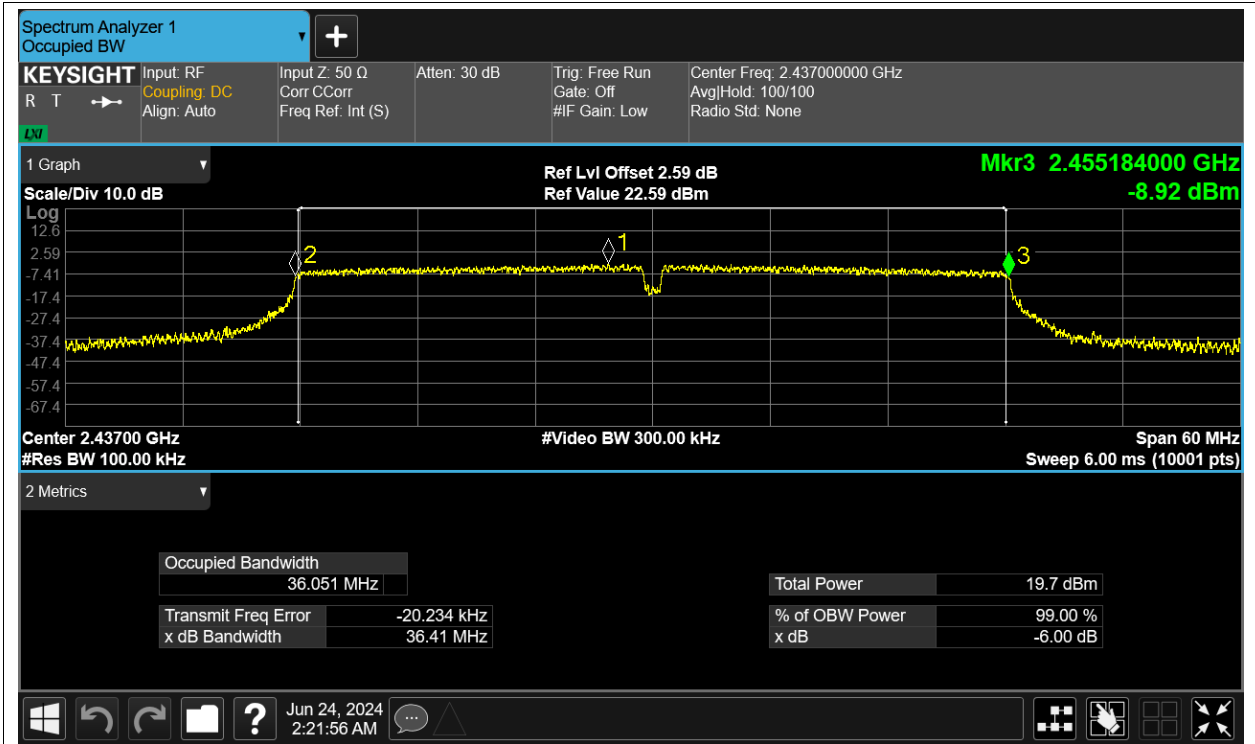 Spectrum Analyzer 1
Occupied BW
KEYSIGHT
R T
LXI
Input: RF
Coupling: DC
Align: Auto
Input Z: 50 Ω
Corr CCorr
Freq Ref: Int (S)
Atten: 30 dB
Trig: Free Run
Gate: Off
#IF Gain: Low
Center Freq: 2.437000000 GHz
Avg|Hold: 100/100
Radio Std: None
1 Graph
Scale/Div 10.0 dB
Ref Lvl Offset 2.59 dB
Ref Value 22.59 dBm
Mkr3 2.455184000 GHz
-8.92 dBm
Log
12.6
2.59
-7.41
-17.4
-27.4
-37.4
-47.4
-57.4
-67.4
2
1
3
Center 2.43700 GHz
#Video BW 300.00 kHz
Span 60 MHz
#Res BW 100.00 kHz
Sweep 6.00 ms (10001 pts)
2 Metrics
Occupied Bandwidth
36.051 MHz
Transmit Freq Error -20.234 kHz
x dB Bandwidth 36.41 MHz
Total Power 19.7 dBm
% of OBW Power 99.00 %
x dB -6.00 dB
?
Jun 24, 2024
2:21:56 AM